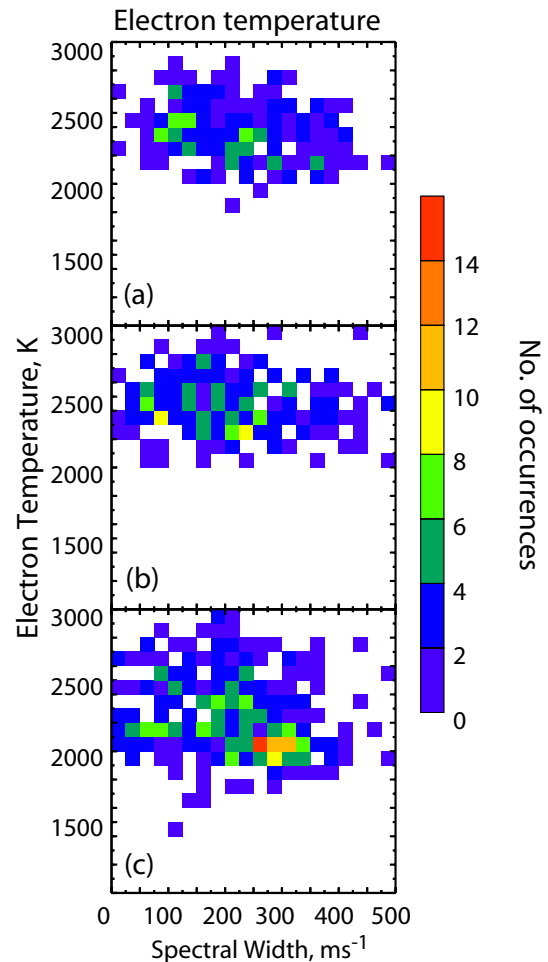 Electron temperature
3000
2500
2000
1500
(a)
3000
2500
2000
1500
(b)
3000
2500
2000
1500
(c)
0 100 200 300 400 500
Spectral Width, ms⁻¹
Electron Temperature, K
14
12
10
8
6
4
2
0
No. of occurrences